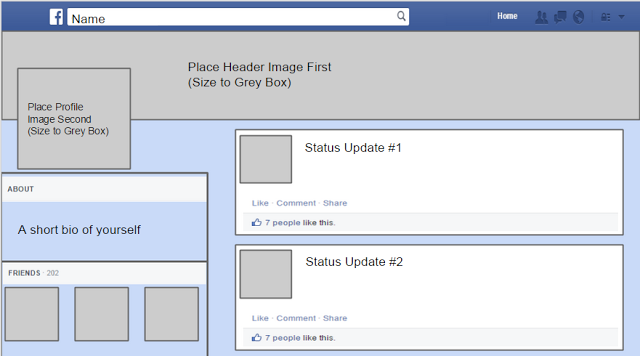 f
Name
Home
Place Header Image First
(Size to Grey Box)
Place Profile
Image Second
(Size to Grey Box)
ABOUT
A short bio of yourself
FRIENDS · 202
Status Update #1
Like · Comment · Share
7 people like this.
Status Update #2
Like · Comment · Share
7 people like this.